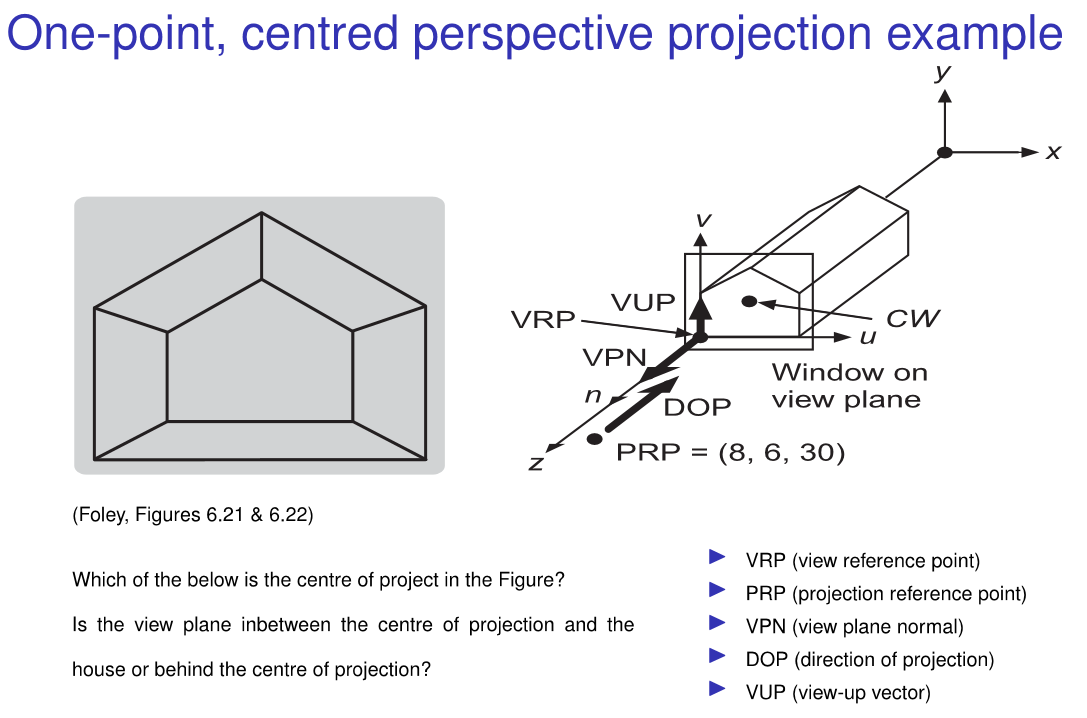 One-point, centred perspective projection example
y
x
v
VUP
VRP
CW
u
VPN
Window on
view plane
n
DOP
z
PRP = (8, 6, 30)
(Foley, Figures 6.21 & 6.22)
Which of the below is the centre of project in the Figure?
Is the view plane inbetween the centre of projection and the
house or behind the centre of projection?
VRP (view reference point)
PRP (projection reference point)
VPN (view plane normal)
DOP (direction of projection)
VUP (view-up vector)